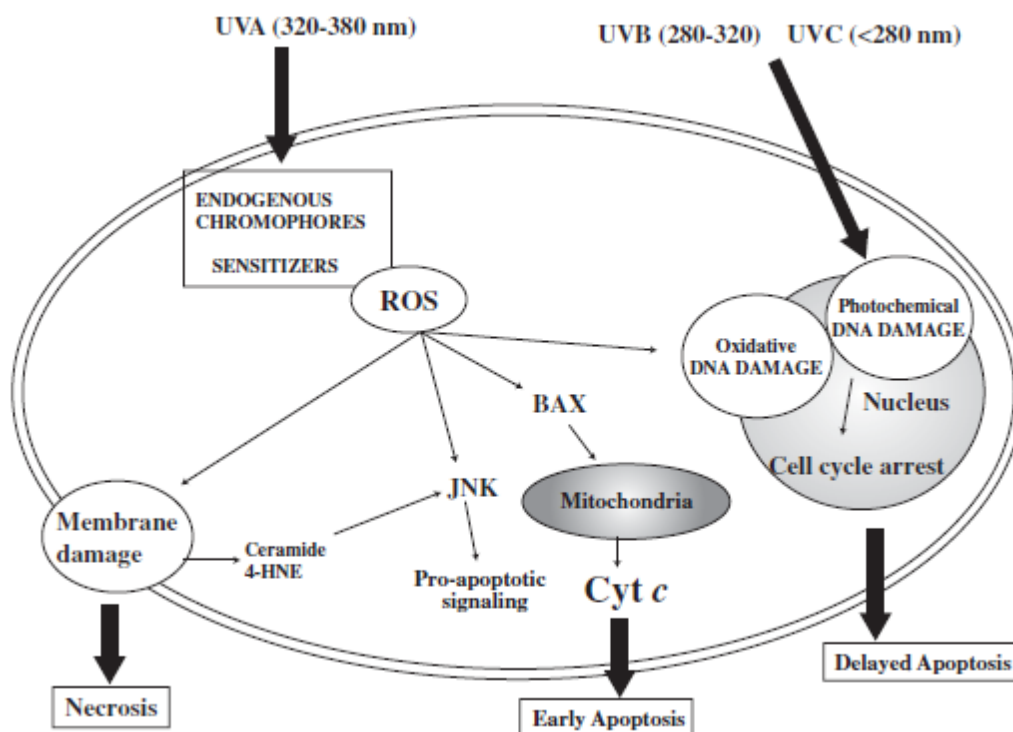 UVA (320-380 nm)
UVB (280-320) UVC (<280 nm)
ENDOGENOUS
CHROMOPHORES
SENSITIZERS
ROS
Photochemical
DNA DAMAGE
Oxidative
DNA DAMAGE
Nucleus
Cell cycle arrest
BAX
JNK
Mitochondria
Membrane
damage
Ceramide
4-HNE
Pro-apoptotic
signaling
Cyt c
Delayed Apoptosis
Necrosis
Early Apoptosis